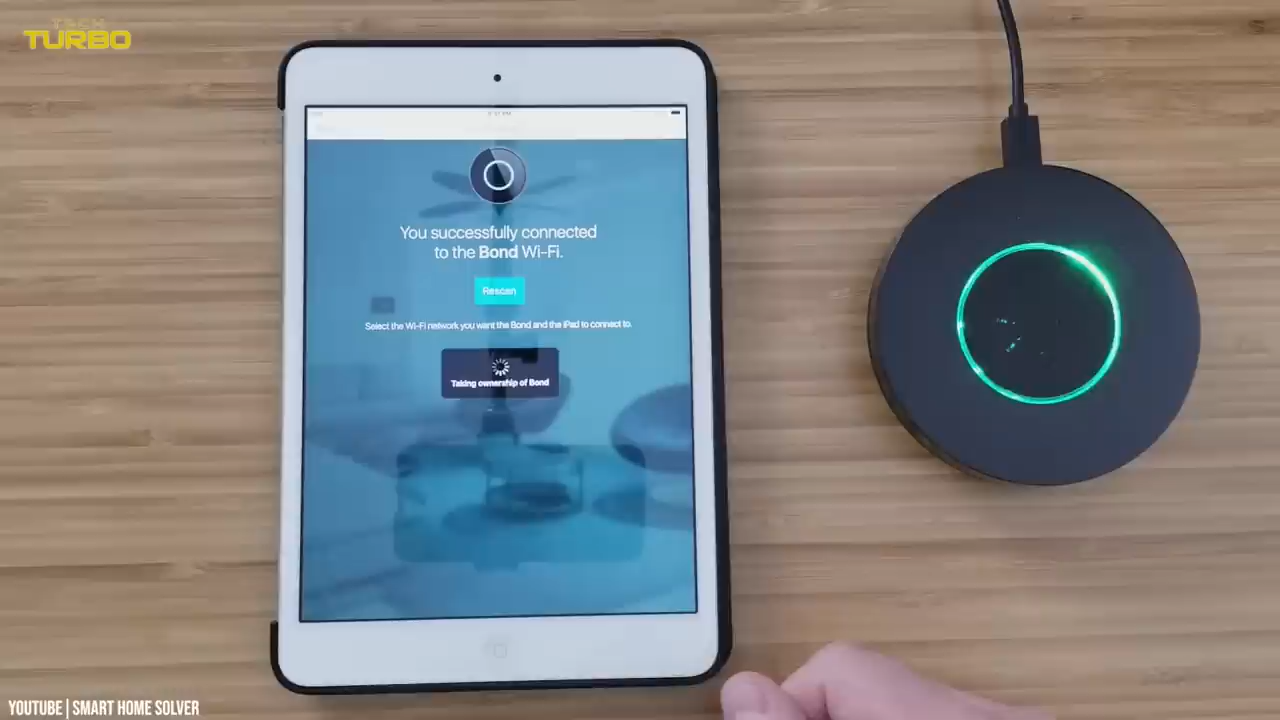 TECH
TURBO
You successfully connected
to the Bond Wi-Fi.
Rescan
Select the Wi-Fi network you want the Bond and the iPad to connect to.
Taking ownership of Bond
YOUTUBE | SMART HOME SOLVER